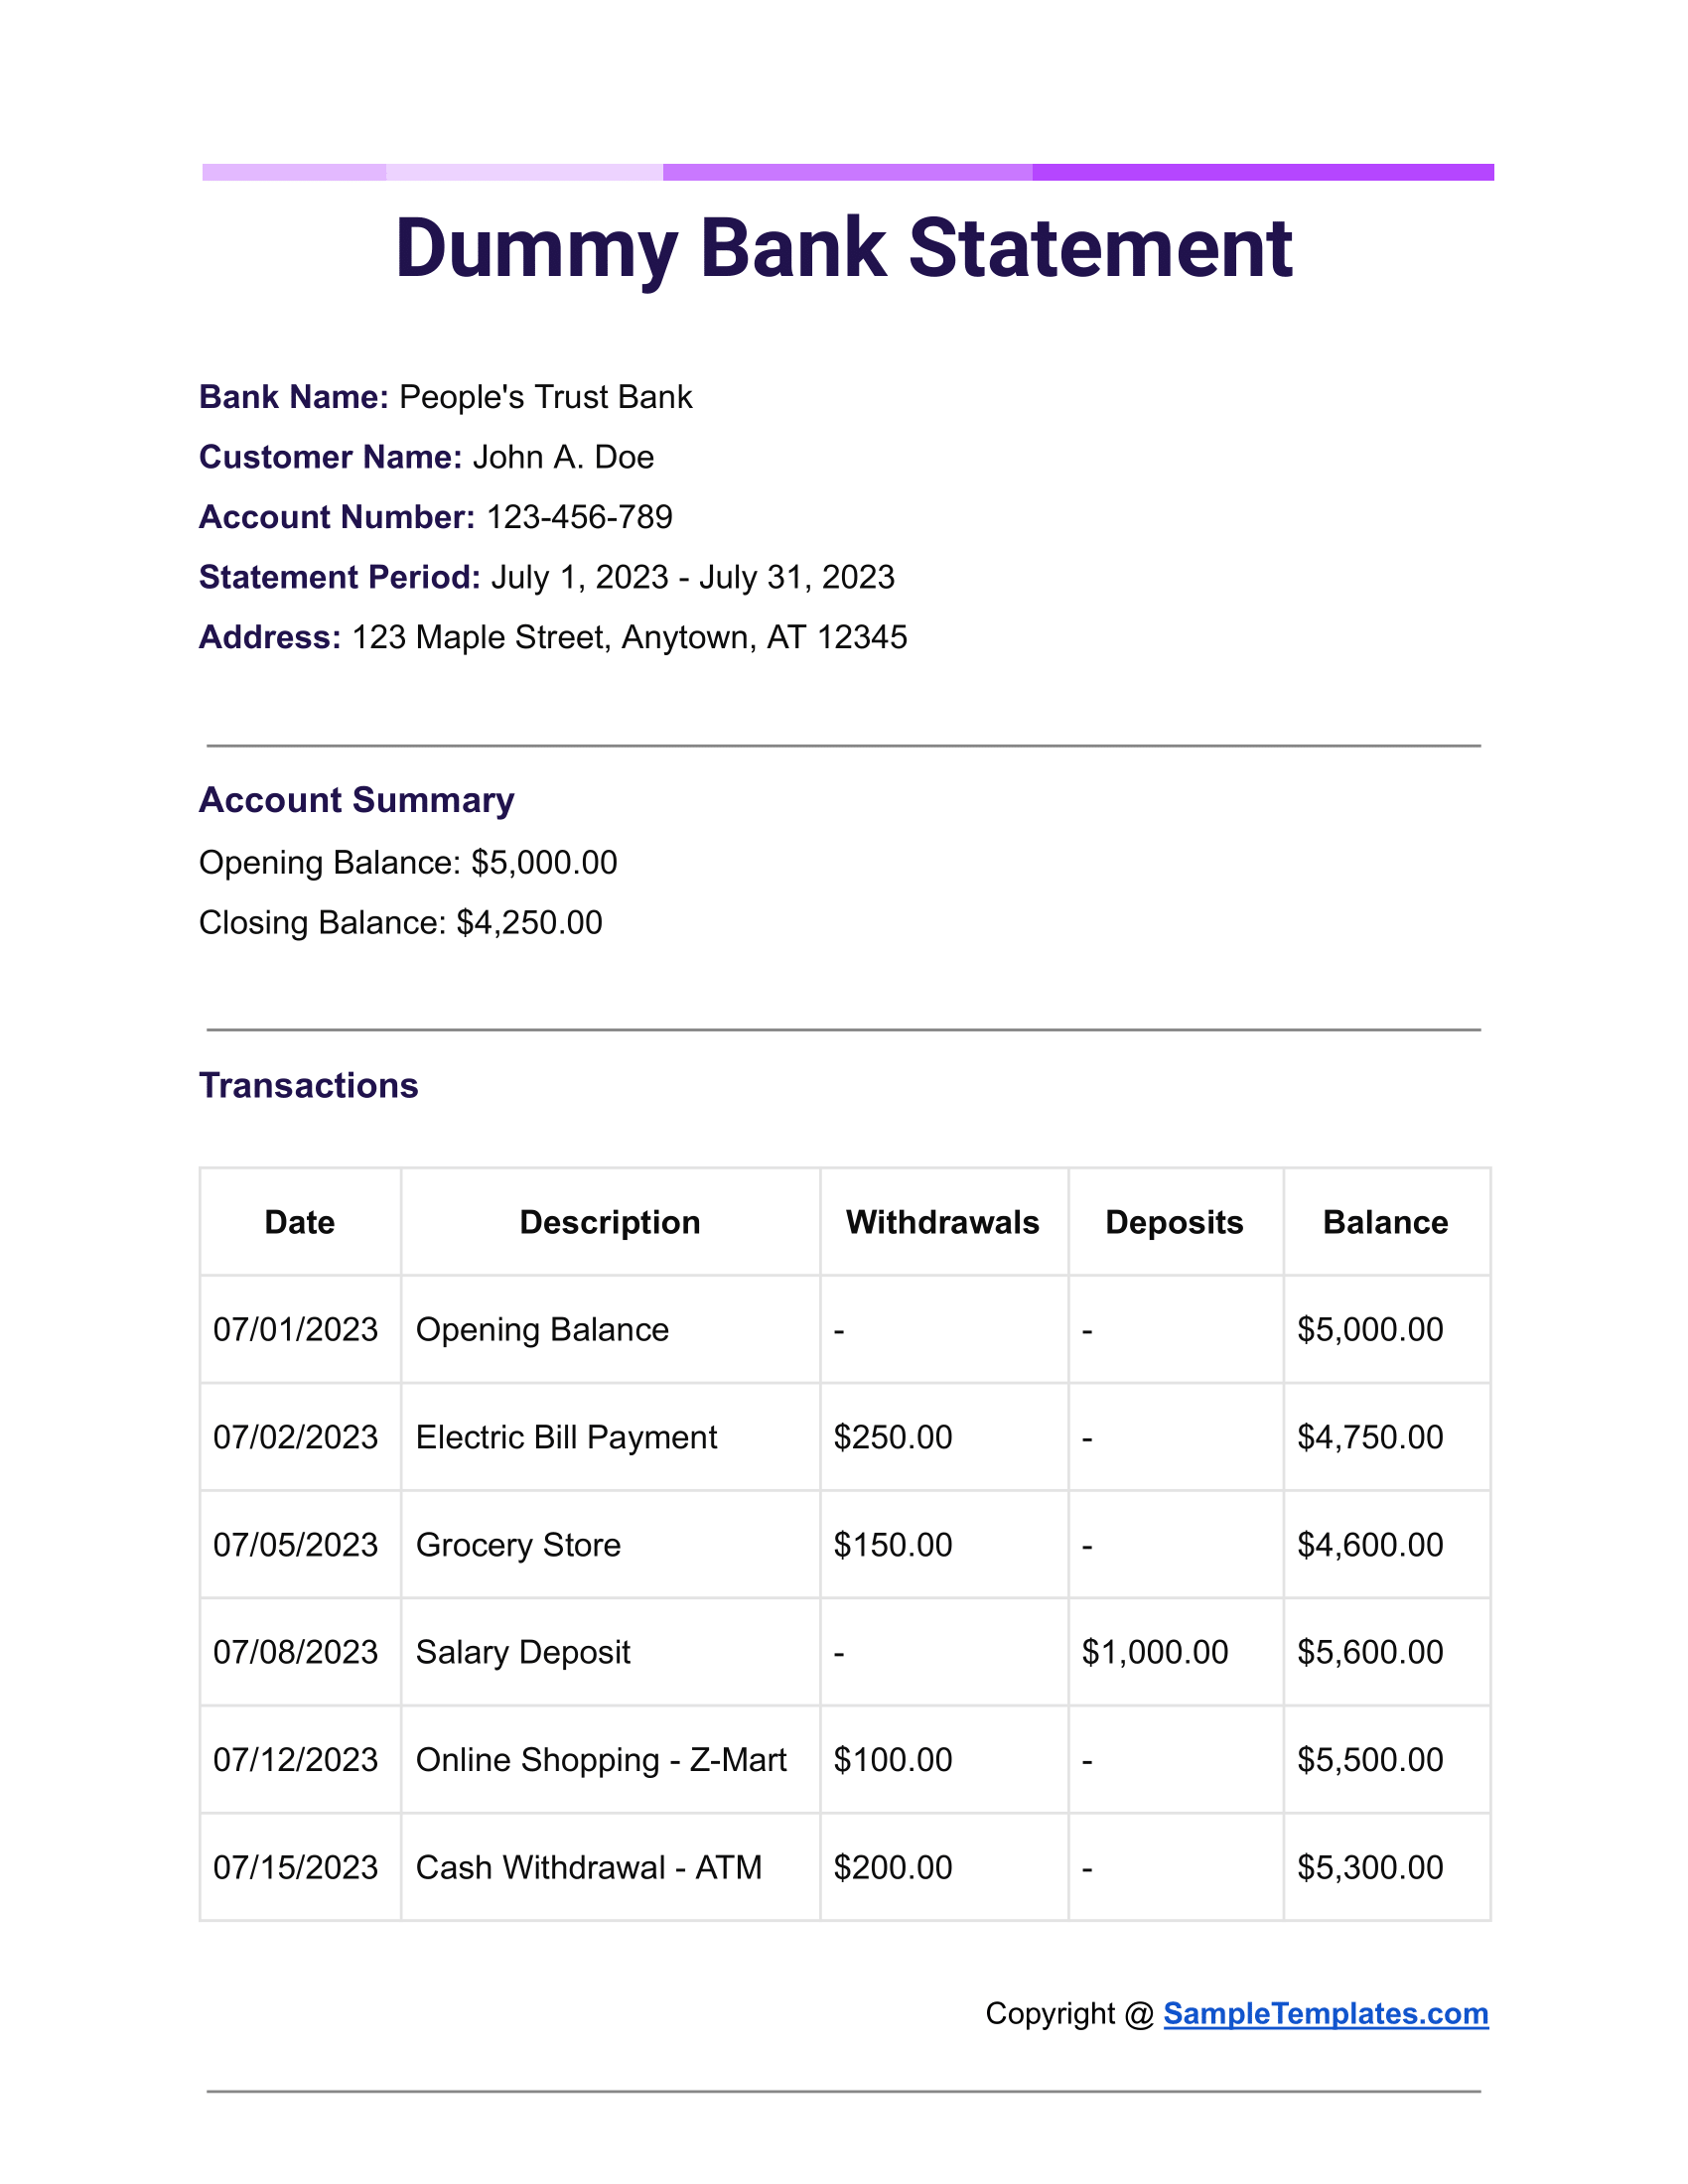 Dummy Bank Statement
Bank Name: People's Trust Bank
Customer Name: John A. Doe
Account Number: 123-456-789
Statement Period: July 1, 2023 - July 31, 2023
Address: 123 Maple Street, Anytown, AT 12345
Account Summary
Opening Balance: $5,000.00
Closing Balance: $4,250.00
Transactions
Date Description Withdrawals Deposits Balance
07/01/2023 Opening Balance - - $5,000.00
07/02/2023 Electric Bill Payment $250.00 - $4,750.00
07/05/2023 Grocery Store $150.00 - $4,600.00
07/08/2023 Salary Deposit - $1,000.00 $5,600.00
07/12/2023 Online Shopping - Z-Mart $100.00 - $5,500.00
07/15/2023 Cash Withdrawal - ATM $200.00 - $5,300.00
Copyright @ SampleTemplates.com